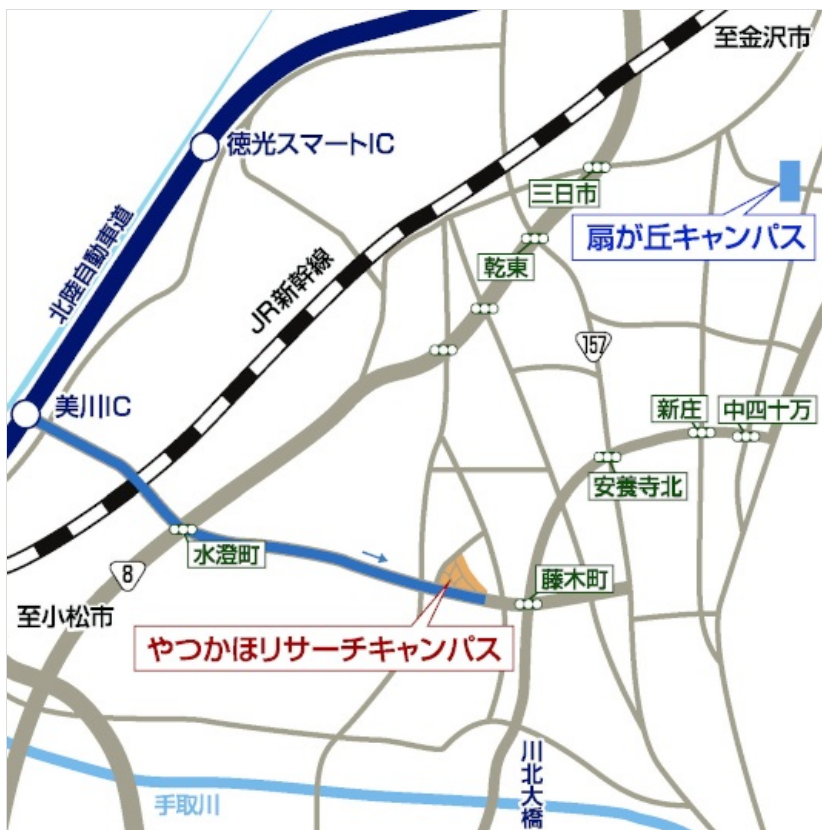 至金沢市
徳光スマートIC
三日市
扇が丘キャンパス
北陸自動車道
乾東
JR新幹線
157
美川IC
新庄
中四十万
安養寺北
水澄町
8
藤木町
至小松市
やつかほリサーチキャンパス
川北大橋
手取川